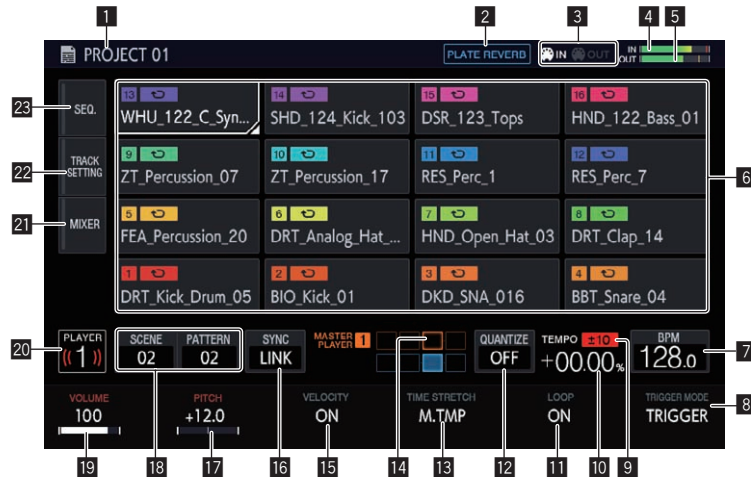 1
2
3
4
5
PROJECT 01
PLATE REVERB
IN OUT
IN
OUT
23
SEQ.
22
TRACK
SETTING
21
MIXER
13
WHU_122_C_Syn...
14
SHD_124_Kick_103
15
DSR_123_Tops
16
HND_122_Bass_01
9
ZT_Percussion_07
10
ZT_Percussion_17
11
RES_Perc_1
12
RES_Perc_7
6
5
FEA_Percussion_20
6
DRT_Analog_Hat_...
7
HND_Open_Hat_03
8
DRT_Clap_14
1
DRT_Kick_Drum_05
2
BIO_Kick_01
3
DKD_SNA_016
4
BBT_Snare_04
20
PLAYER
1
SCENE
02
PATTERN
02
SYNC
LINK
MASTER
PLAYER 1
QUANTIZE
OFF
TEMPO ±10
+00.00%
BPM
128.0
7
VOLUME
100
PITCH
+12.0
VELOCITY
ON
TIME STRETCH
M.TMP
LOOP
ON
TRIGGER MODE
TRIGGER
8
19
18
17
16
15
14
13
12
11
10
9